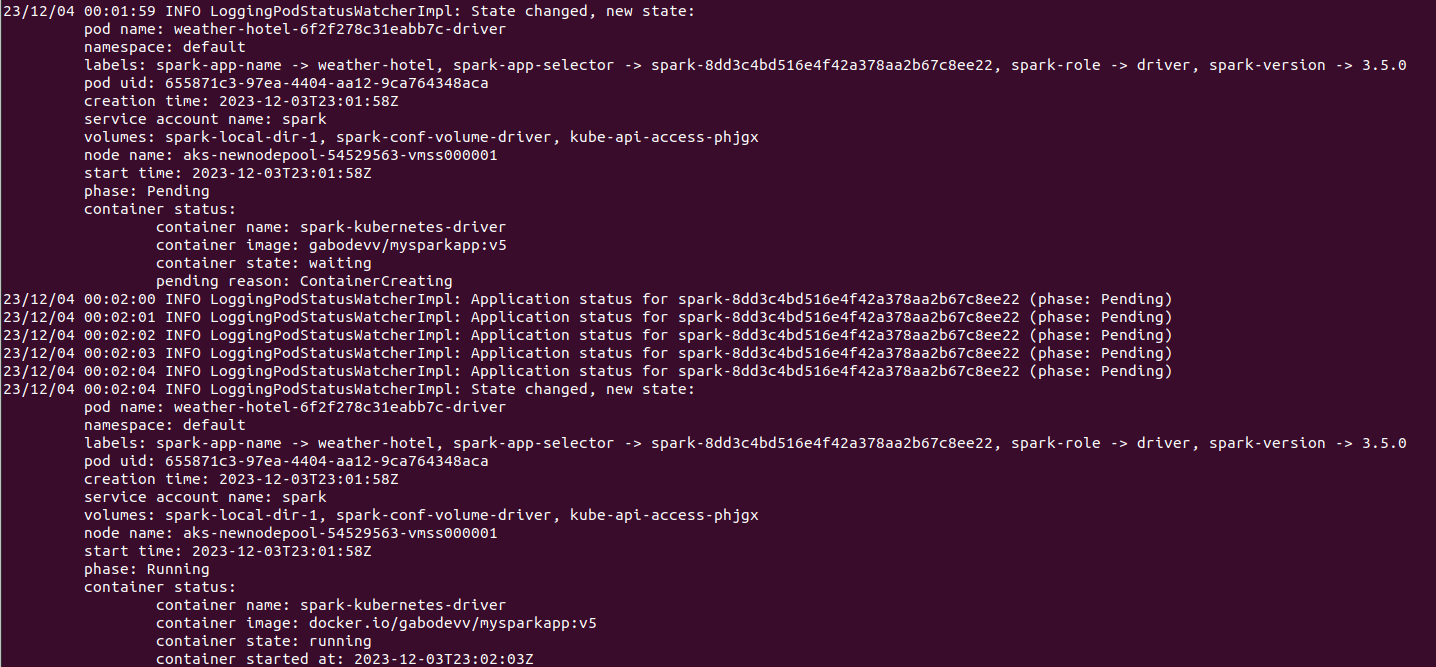 23/12/04 00:01:59 INFO LoggingPodStatusWatcherImpl: State changed, new state:
pod name: weather-hotel-6f2f278c31eabb7c-driver
namespace: default
labels: spark-app-name -> weather-hotel, spark-app-selector -> spark-8dd3c4bd516e4f42a378aa2b67c8ee22, spark-role -> driver, spark-version -> 3.5.0
pod uid: 655871c3-97ea-4404-aa12-9ca764348aca
creation time: 2023-12-03T23:01:58Z
service account name: spark
volumes: spark-local-dir-1, spark-conf-volume-driver, kube-api-access-phjgx
node name: aks-newnodepool-54529563-vmss000001
start time: 2023-12-03T23:01:58Z
phase: Pending
container status:
container name: spark-kubernetes-driver
container image: gabodevv/mysparkapp:v5
container state: waiting
pending reason: ContainerCreating
23/12/04 00:02:00 INFO LoggingPodStatusWatcherImpl: Application status for spark-8dd3c4bd516e4f42a378aa2b67c8ee22 (phase: Pending)
23/12/04 00:02:01 INFO LoggingPodStatusWatcherImpl: Application status for spark-8dd3c4bd516e4f42a378aa2b67c8ee22 (phase: Pending)
23/12/04 00:02:02 INFO LoggingPodStatusWatcherImpl: Application status for spark-8dd3c4bd516e4f42a378aa2b67c8ee22 (phase: Pending)
23/12/04 00:02:03 INFO LoggingPodStatusWatcherImpl: Application status for spark-8dd3c4bd516e4f42a378aa2b67c8ee22 (phase: Pending)
23/12/04 00:02:04 INFO LoggingPodStatusWatcherImpl: Application status for spark-8dd3c4bd516e4f42a378aa2b67c8ee22 (phase: Pending)
23/12/04 00:02:04 INFO LoggingPodStatusWatcherImpl: State changed, new state:
pod name: weather-hotel-6f2f278c31eabb7c-driver
namespace: default
labels: spark-app-name -> weather-hotel, spark-app-selector -> spark-8dd3c4bd516e4f42a378aa2b67c8ee22, spark-role -> driver, spark-version -> 3.5.0
pod uid: 655871c3-97ea-4404-aa12-9ca764348aca
creation time: 2023-12-03T23:01:58Z
service account name: spark
volumes: spark-local-dir-1, spark-conf-volume-driver, kube-api-access-phjgx
node name: aks-newnodepool-54529563-vmss000001
start time: 2023-12-03T23:01:58Z
phase: Running
container status:
container name: spark-kubernetes-driver
container image: docker.io/gabodevv/mysparkapp:v5
container state: running
container started at: 2023-12-03T23:02:03Z